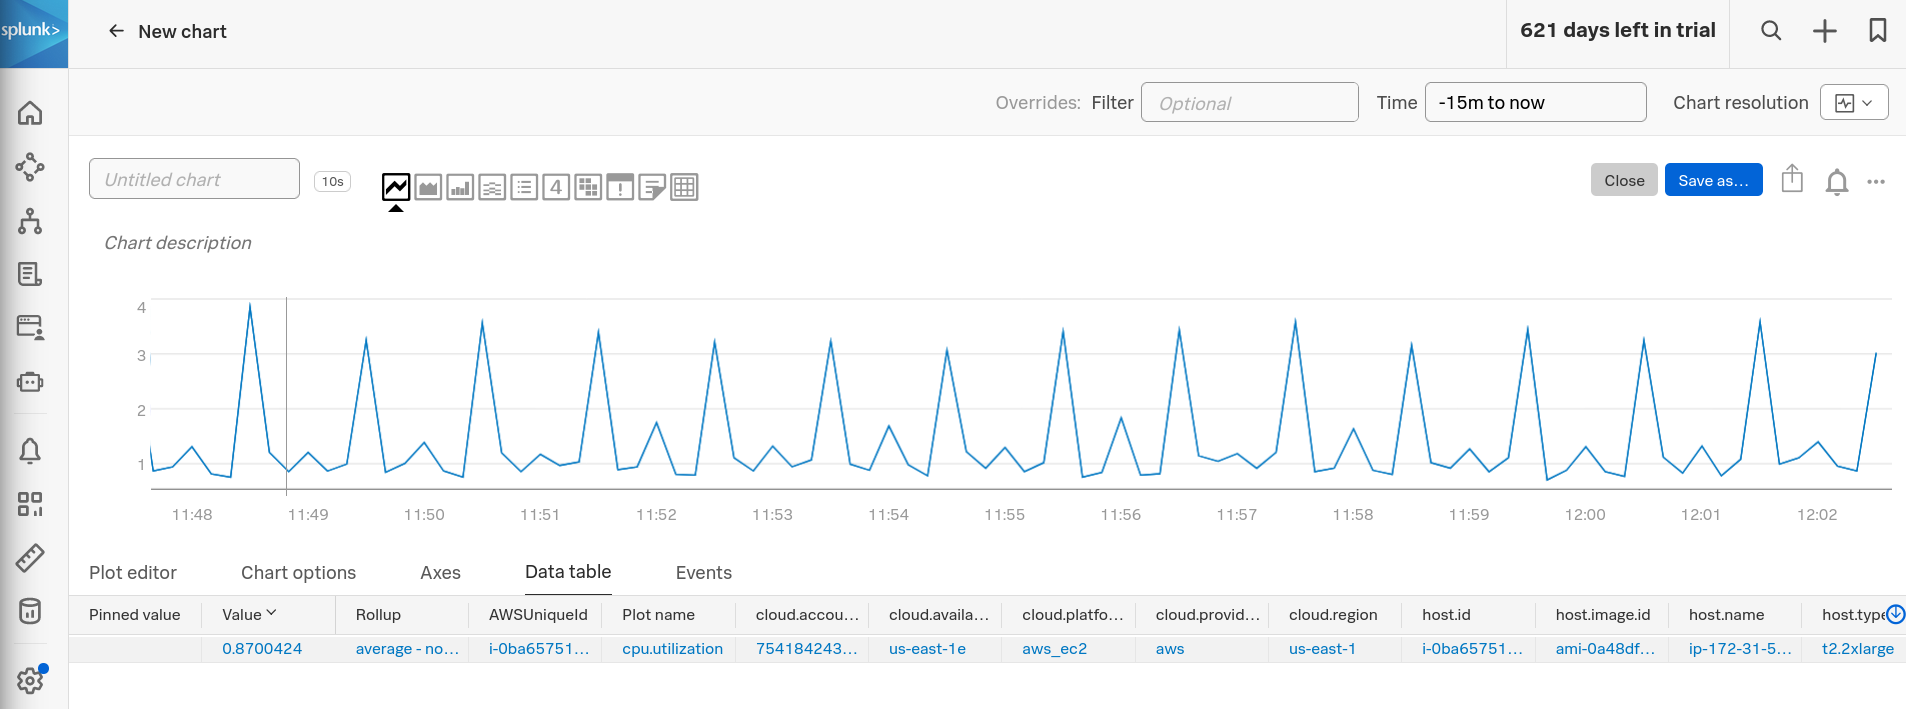 splunk>
New chart
621 days left in trial
Overrides: Filter Optional Time -15m to now Chart resolution
Untitled chart 10s 4 Close Save as...
Chart description
4
3
2
1
11:48 11:49 11:50 11:51 11:52 11:53 11:54 11:55 11:56 11:57 11:58 11:59 12:00 12:01 12:02
Plot editor Chart options Axes Data table Events
Pinned value Value Rollup AWSUniqueId Plot name cloud.accou... cloud.availa... cloud.platfo... cloud.provid... cloud.region host.id host.image.id host.name host.type
0.8700424 average - no... i-0ba65751... cpu.utilization 754184243... us-east-1e aws_ec2 aws us-east-1 i-0ba65751... ami-0a48df... ip-172-31-5... t2.2xlarge